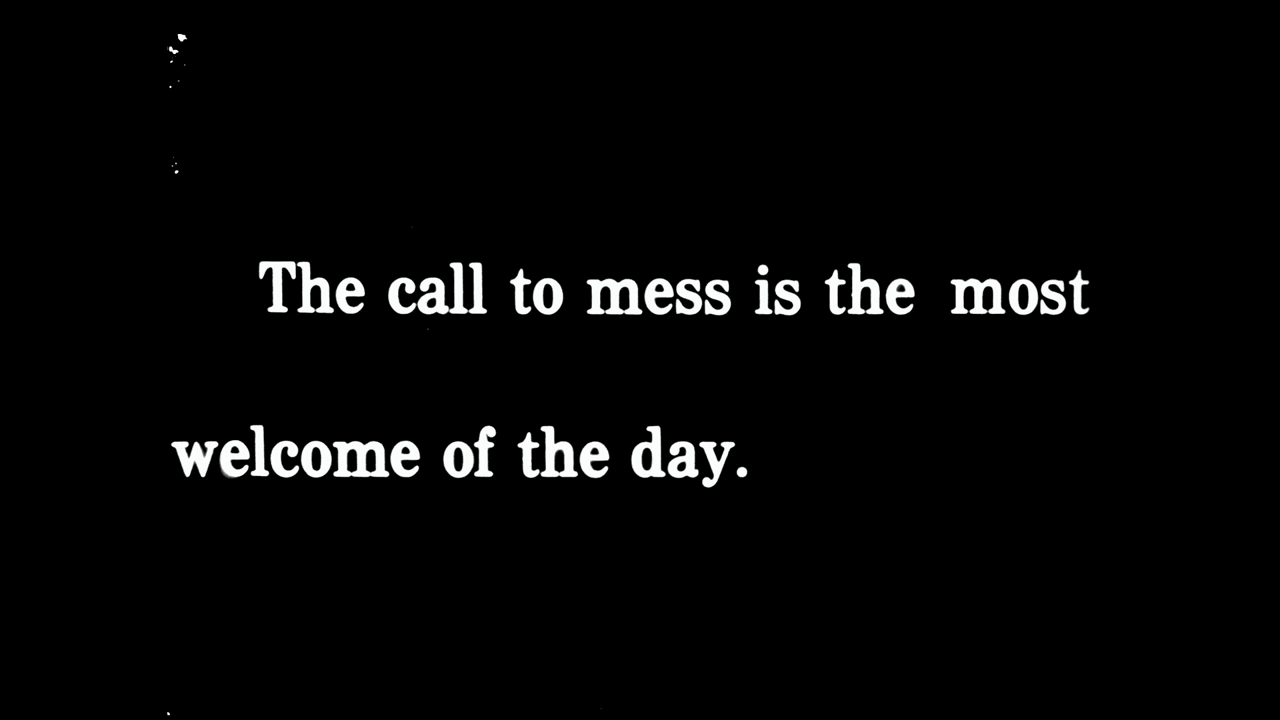 The call to mess is the most
welcome of the day.